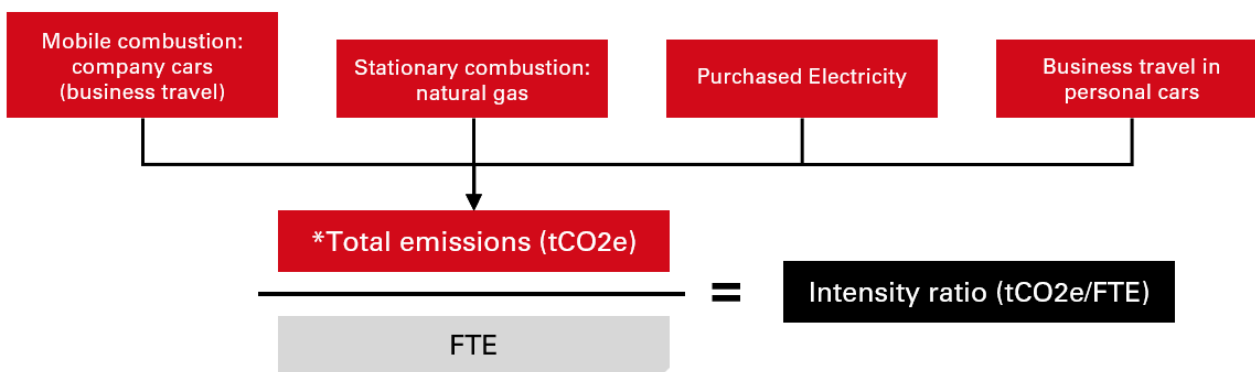 Mobile combustion:
company cars
(business travel)
Stationary combustion:
natural gas
Purchased Electricity
Business travel in
personal cars
*Total emissions (tCO2e)
=
Intensity ratio (tCO2e/FTE)
FTE